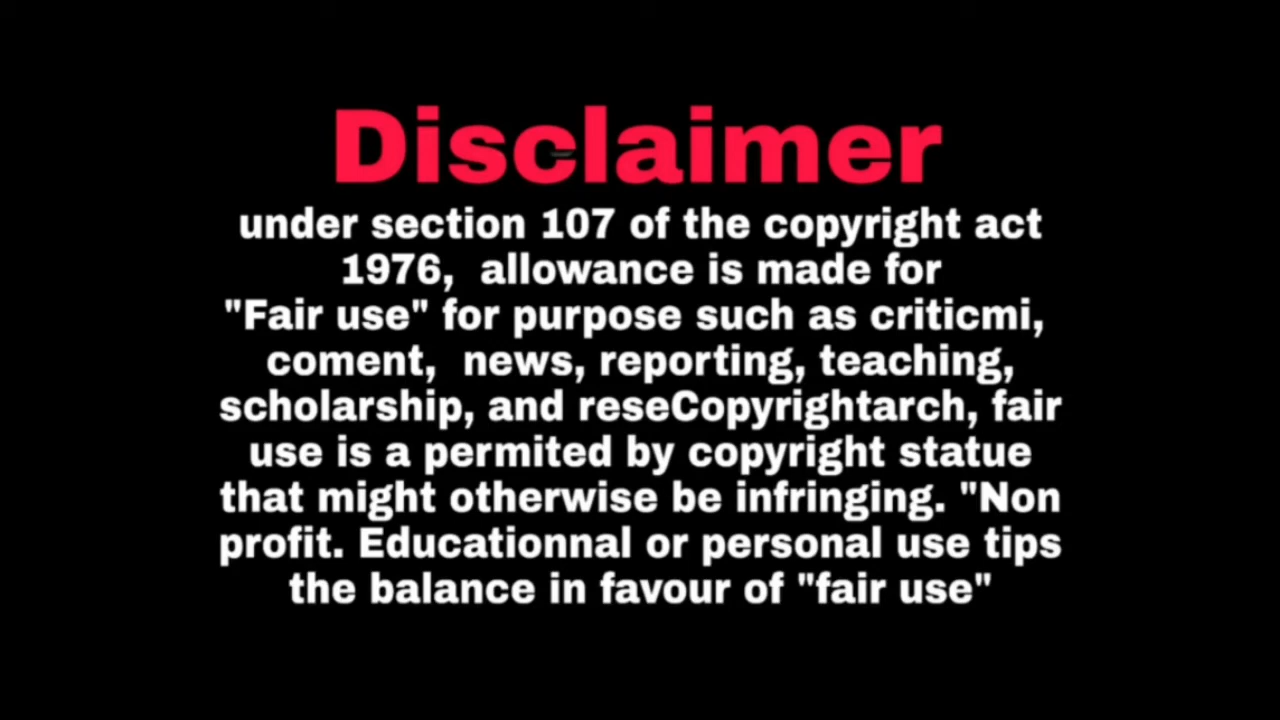 Disclaimer
under section 107 of the copyright act
1976, allowance is made for
"Fair use" for purpose such as criticmi,
coment, news, reporting, teaching,
scholarship, and reseCopyrightarch, fair
use is a permited by copyright statue
that might otherwise be infringing. "Non
profit. Educationnal or personal use tips
the balance in favour of "fair use"